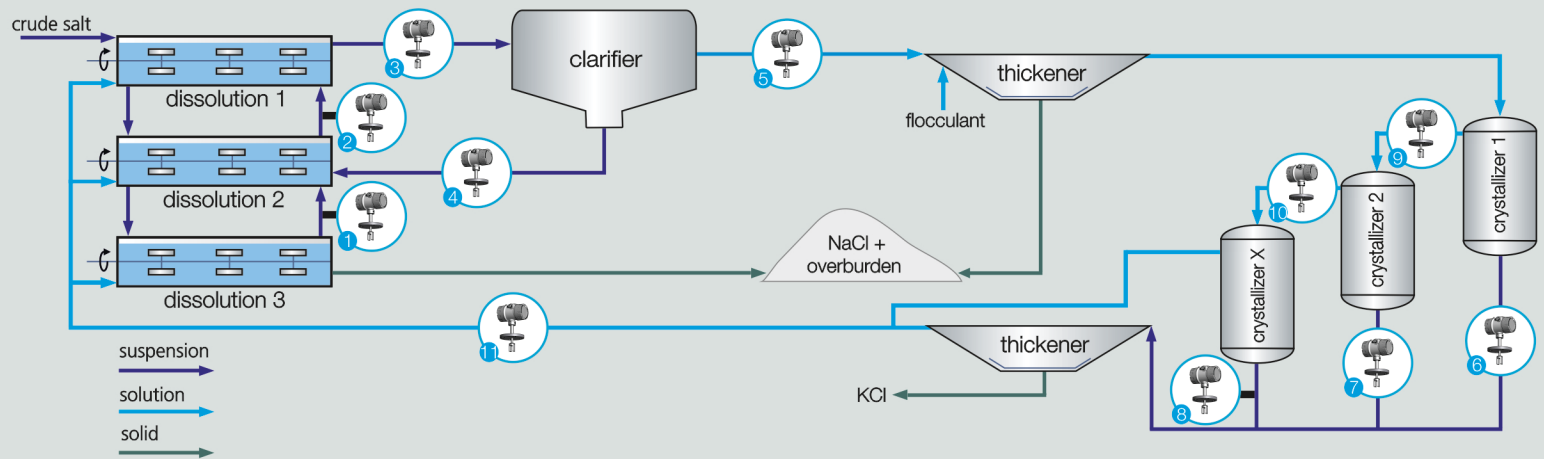 crude salt
3
clarifier
5
thickener
dissolution 1
2
flocculant
9
crystallizer 1
4
dissolution 2
10
crystallizer 2
1
NaCl +
overburden
crystallizer X
dissolution 3
11
thickener
6
suspension
7
solution
KCl
8
solid